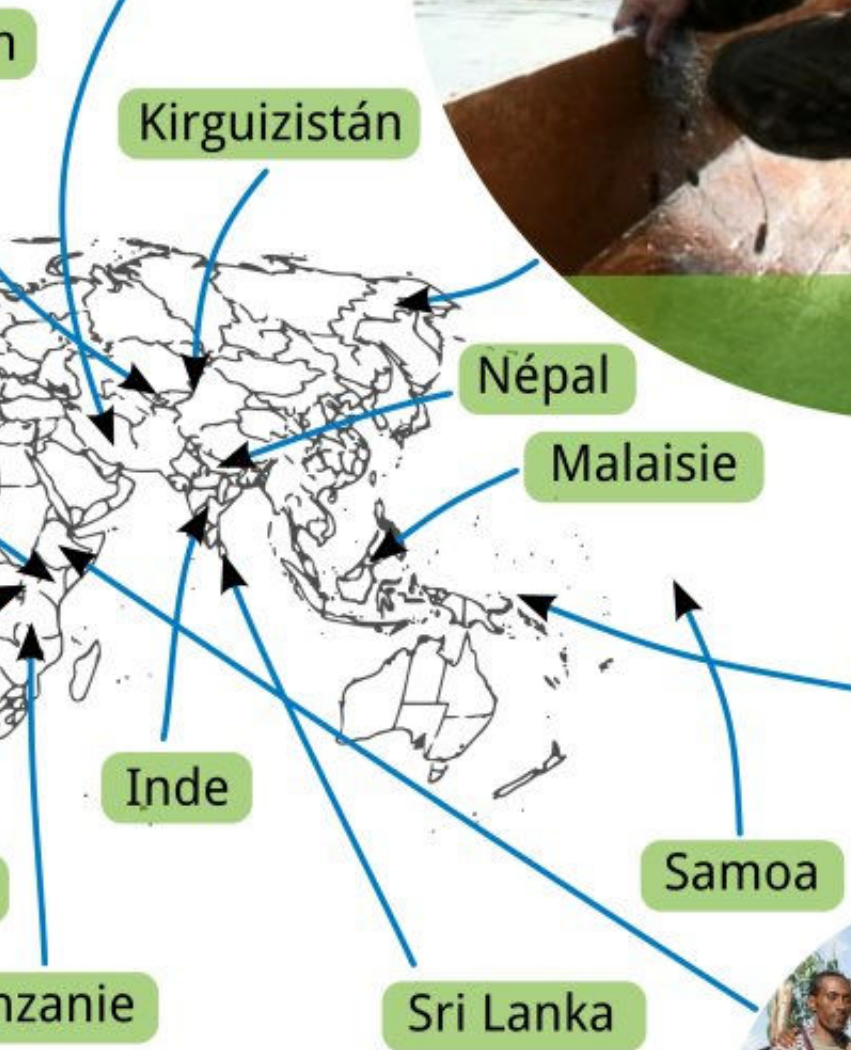 Kirguizistán
Népal
Malaisie
Inde
Samoa
nzanie
Sri Lanka